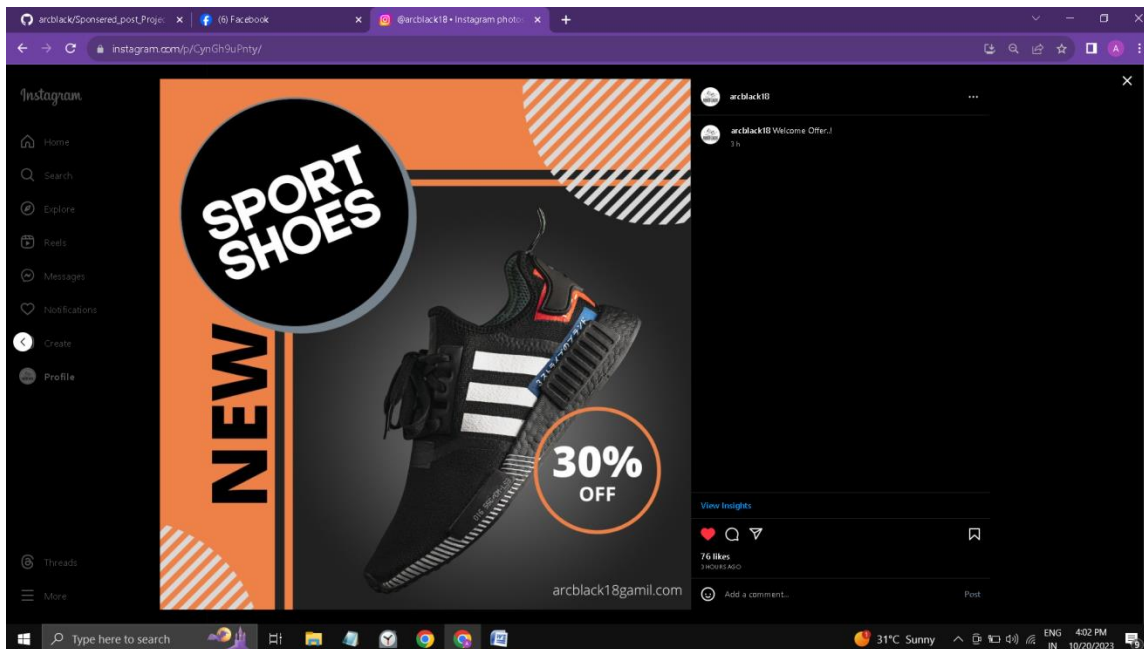 arcblack/Sponsered_post_Projec
(6) Facebook
@arcblack18 • Instagram photo
instagram.com/p/CynGh9uPnty/
A
Instagram
Home
Search
Explore
Reels
Messages
Notifications
Create
Profile
Threads
More
SPORT
SHOES
NEW
30%
OFF
arcblack18gamil.com
arcblack18
arcblack18 Welcome Offer..!
3 h
View Insights
76 likes
3 HOURS AGO
Add a comment...
Post
Type here to search
31°C Sunny
ENG
IN
4:02 PM
10/20/2023